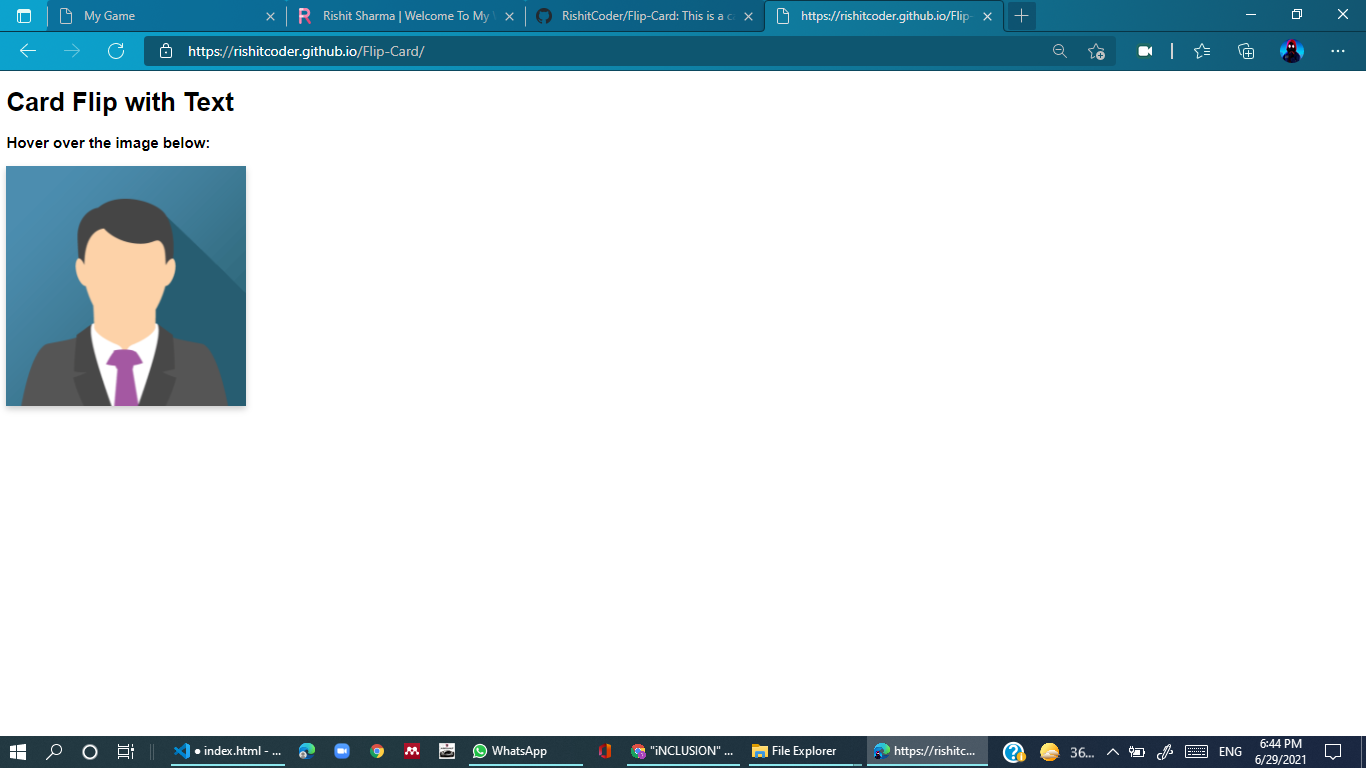 My Game
Rishit Sharma | Welcome To My
RishitCoder/Flip-Card: This is a c
https://rishitcoder.github.io/Flip-
https://rishitcoder.github.io/Flip-Card/
Card Flip with Text
Hover over the image below:
● index.html - ...
WhatsApp
"iNCLUSION" ...
File Explorer
https://rishitc...
36...
ENG
6:44 PM
6/29/2021